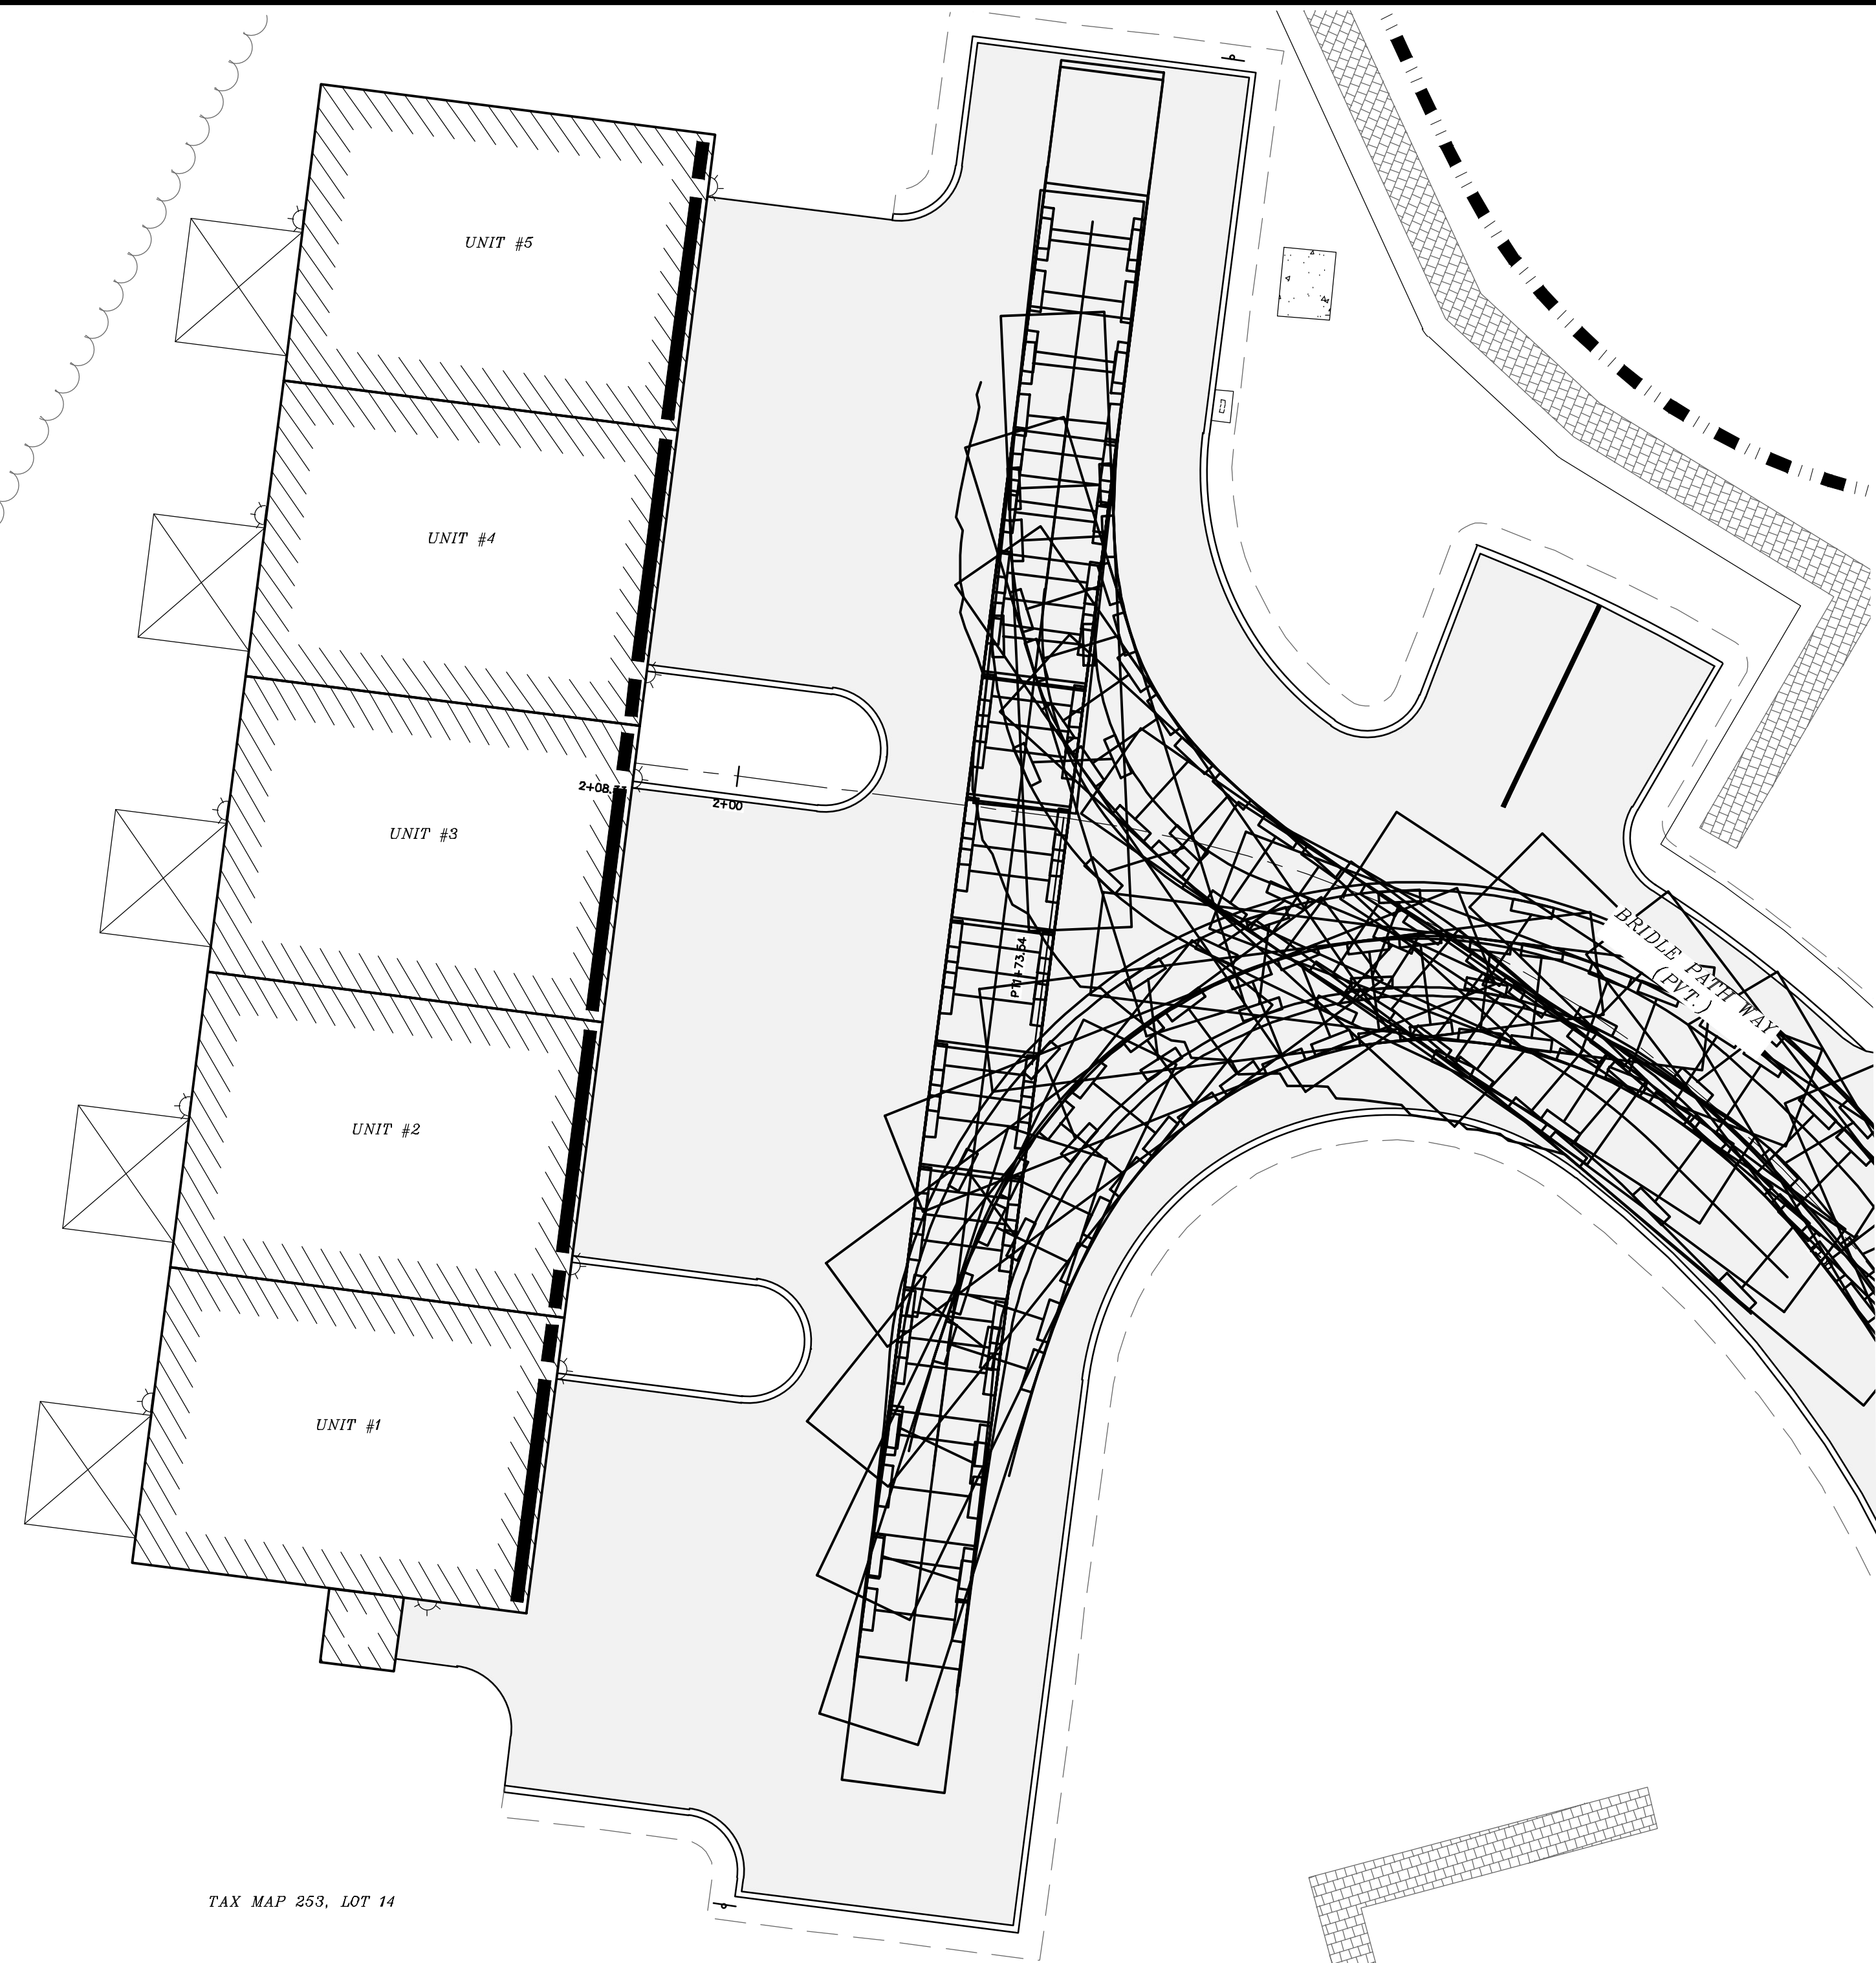 UNIT #5
UNIT #4
UNIT #3
2+00
UNIT #2
UNIT #1
BRIDLE PATH WAY
(PVT.)
TAX MAP 253, LOT 14